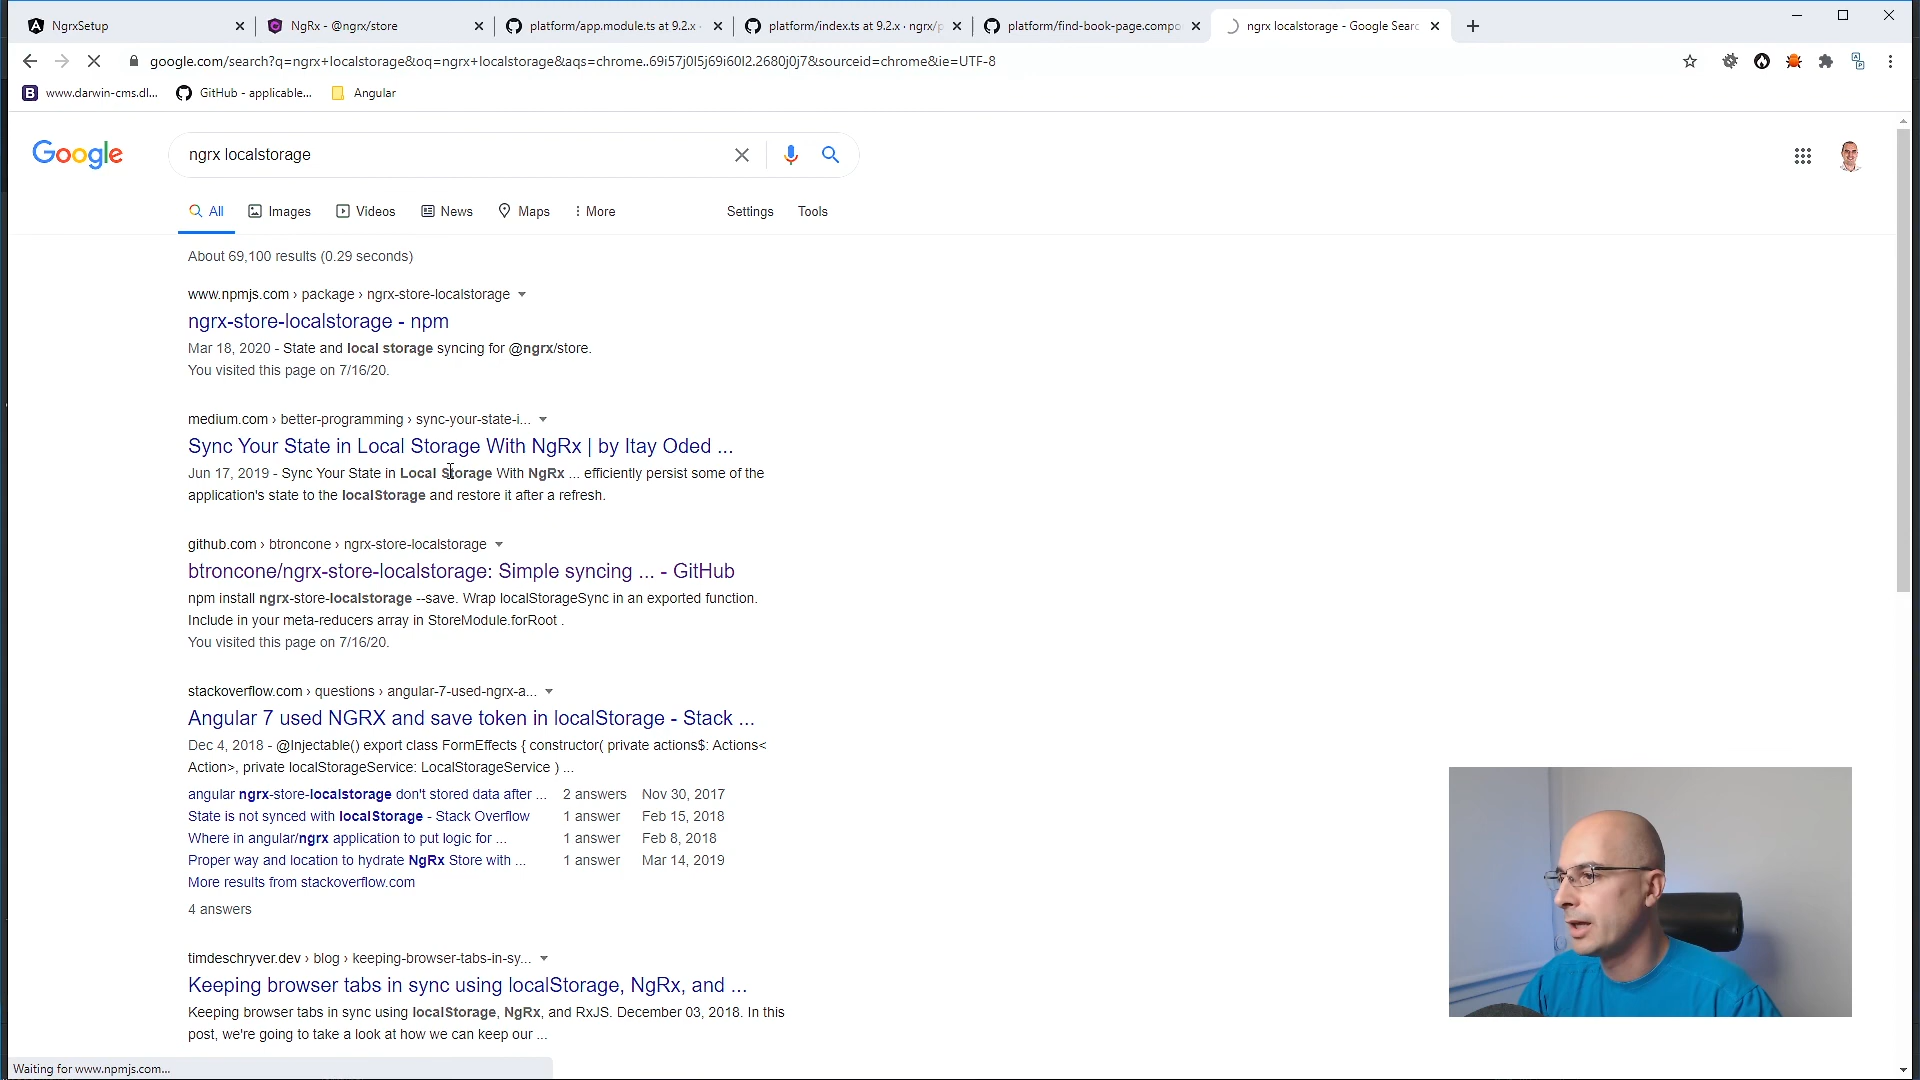 NgrxSetup
NgRx - @ngrx/store
platform/app.module.ts at 9.2.x ·
platform/index.ts at 9.2.x · ngrx/p
platform/find-book-page.compo
ngrx localstorage - Google Searc
google.com/search?q=ngrx+localstorage&oq=ngrx+localstorage&aqs=chrome..69i57j0l5j69i60l2.2680j0j7&sourceid=chrome&ie=UTF-8
www.darwin-cms.dl...
GitHub - applicable...
Angular
Google
ngrx localstorage
All
Images
Videos
News
Maps
More
Settings
Tools
About 69,100 results (0.29 seconds)
www.npmjs.com › package › ngrx-store-localstorage
ngrx-store-localstorage - npm
Mar 18, 2020 - State and local storage syncing for @ngrx/store.
You visited this page on 7/16/20.
medium.com › better-programming › sync-your-state-i...
Sync Your State in Local Storage With NgRx | by Itay Oded ...
Jun 17, 2019 - Sync Your State in Local Storage With NgRx ... efficiently persist some of the
application's state to the localStorage and restore it after a refresh.
github.com › btroncone › ngrx-store-localstorage
btroncone/ngrx-store-localstorage: Simple syncing ... - GitHub
npm install ngrx-store-localstorage --save. Wrap localStorageSync in an exported function.
Include in your meta-reducers array in StoreModule.forRoot .
You visited this page on 7/16/20.
stackoverflow.com › questions › angular-7-used-ngrx-a...
Angular 7 used NGRX and save token in localStorage - Stack ...
Dec 4, 2018 - @Injectable() export class FormEffects { constructor( private actions$: Actions<
Action>, private localStorageService: LocalStorageService ) ...
angular ngrx-store-localstorage don't stored data after ... 2 answers Nov 30, 2017
State is not synced with localStorage - Stack Overflow 1 answer Feb 15, 2018
Where in angular/ngrx application to put logic for ... 1 answer Feb 8, 2018
Proper way and location to hydrate NgRx Store with ... 1 answer Mar 14, 2019
More results from stackoverflow.com
4 answers
timdeschryver.dev › blog › keeping-browser-tabs-in-sy...
Keeping browser tabs in sync using localStorage, NgRx, and ...
Keeping browser tabs in sync using localStorage, NgRx, and RxJS. December 03, 2018. In this
post, we're going to take a look at how we can keep our ...
Waiting for www.npmjs.com...